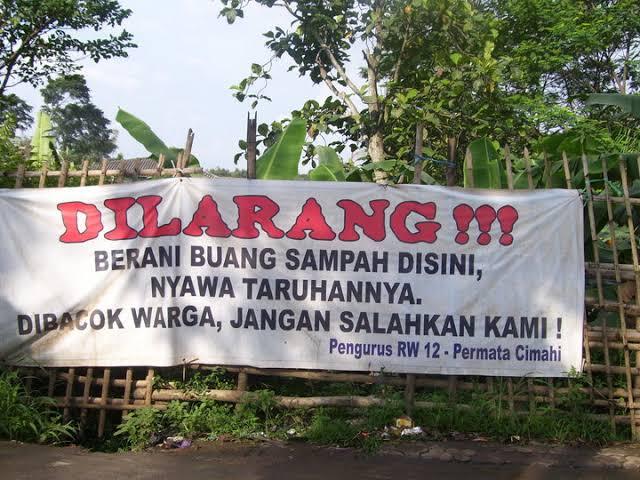 DILARANG !!!
BERANI BUANG SAMPAH DISINI,
NYAWA TARUHANNYA.
DIBACOK WARGA, JANGAN SALAHKAN KAMI !
Pengurus RW 12 - Permata Cimahi